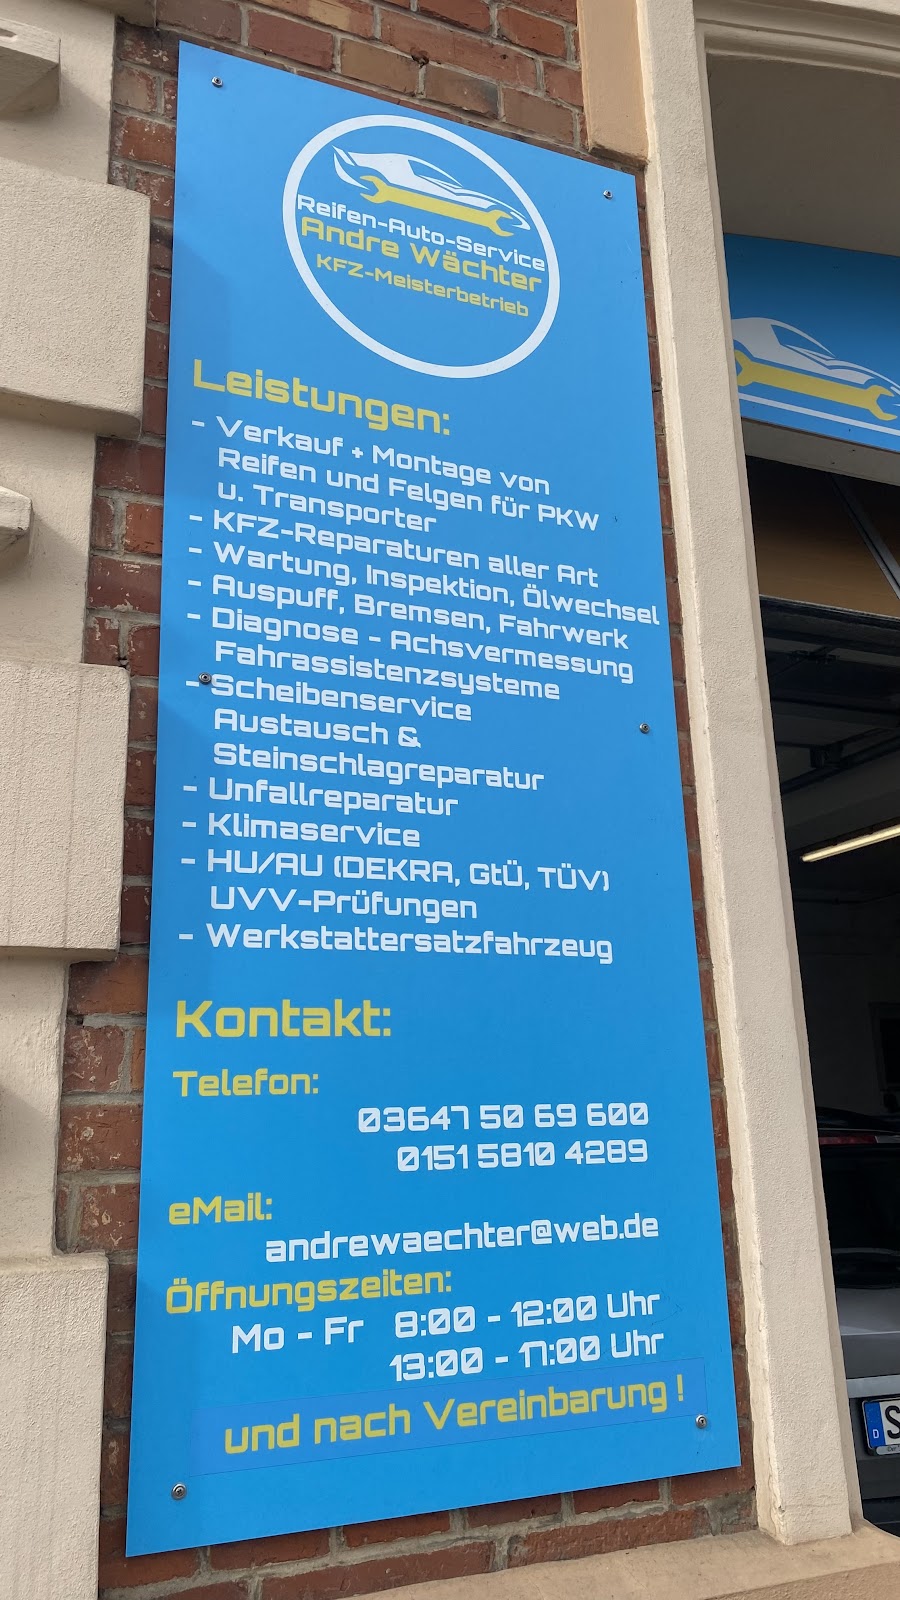 Reifen-Auto-Service
Andre Wächter
KFZ-Meisterbetrieb
Leistungen:
- Verkauf + Montage von
Reifen und Felgen für PKW
u. Transporter
- KFZ-Reparaturen aller Art
- Wartung, Inspektion, Ölwechsel
- Auspuff, Bremsen, Fahrwerk
- Diagnose - Achsvermessung
Fahrassistenzsysteme
- Scheibenservice
Austausch &
Steinschlagreparatur
- Unfallreparatur
- Klimaservice
- HU/AU (DEKRA, GtÜ, TÜV)
UVV-Prüfungen
- Werkstattersatzfahrzeug
Kontakt:
Telefon:
03647 50 69 600
0151 5810 4289
eMail:
andrewaechter@web.de
Öffnungszeiten:
Mo - Fr 8:00 - 12:00 Uhr
13:00 - 17:00 Uhr
und nach Vereinbarung !
D S